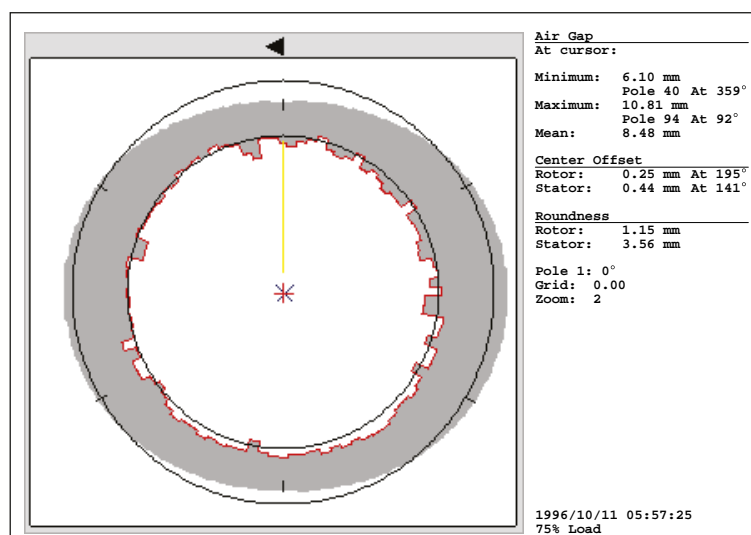 Air Gap
At cursor:
Minimum: 6.10 mm
Pole 40 At 359°
Maximum: 10.81 mm
Pole 94 At 92°
Mean: 8.48 mm
Center Offset
Rotor: 0.25 mm At 195°
Stator: 0.44 mm At 141°
Roundness
Rotor: 1.15 mm
Stator: 3.56 mm
Pole 1: 0°
Grid: 0.00
Zoom: 2
1996/10/11 05:57:25
75% Load